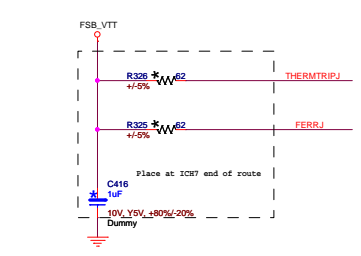 FSB_VTT
R326 * 62
+/-5%
THERMTRIPJ
R325 * 62
+/-5%
FERRJ
Place at ICH7 end of route
C416
* 1uF
10V, Y5V, +80%/-20%
Dummy